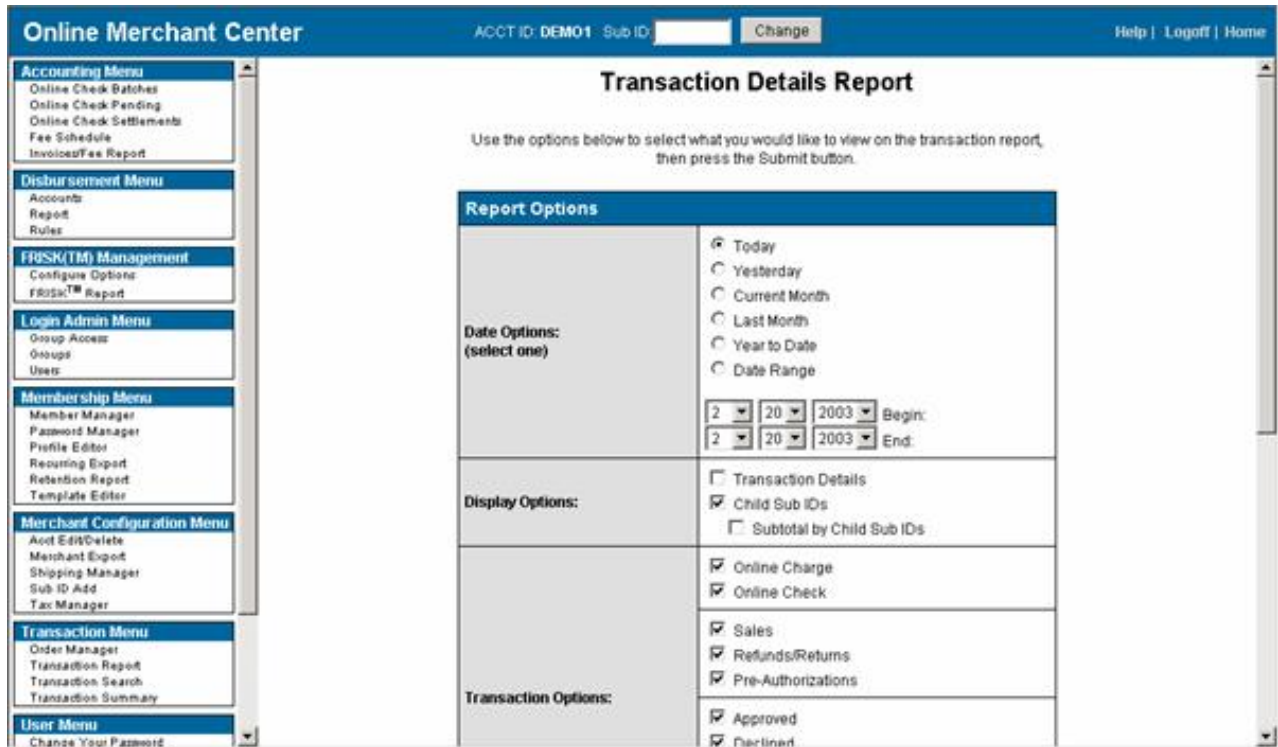 Online Merchant Center
ACCT ID: DEMO1 Sub ID: Change
Help | Logoff | Home
Accounting Menu
Online Check Batches
Online Check Pending
Online Check Settlements
Fee Schedule
Invoices/Fee Report
Disbursement Menu
Accounts
Report
Rules
FRISK(TM) Management
Configure Options
FRISK™ Report
Login Admin Menu
Group Access
Groups
Users
Membership Menu
Member Manager
Password Manager
Profile Editor
Recurring Export
Retention Report
Template Editor
Merchant Configuration Menu
Acct Edit/Delete
Merchant Export
Shipping Manager
Sub ID Add
Tax Manager
Transaction Menu
Order Manager
Transaction Report
Transaction Search
Transaction Summary
User Menu
Change Your Password
Transaction Details Report
Use the options below to select what you would like to view on the transaction report,
then press the Submit button.
Report Options
Date Options:
(select one)
Today
Yesterday
Current Month
Last Month
Year to Date
Date Range
2 20 2003 Begin:
2 20 2003 End:
Display Options:
Transaction Details
Child Sub IDs
Subtotal by Child Sub IDs
Transaction Options:
Online Charge
Online Check
Sales
Refunds/Returns
Pre-Authorizations
Approved
Declined